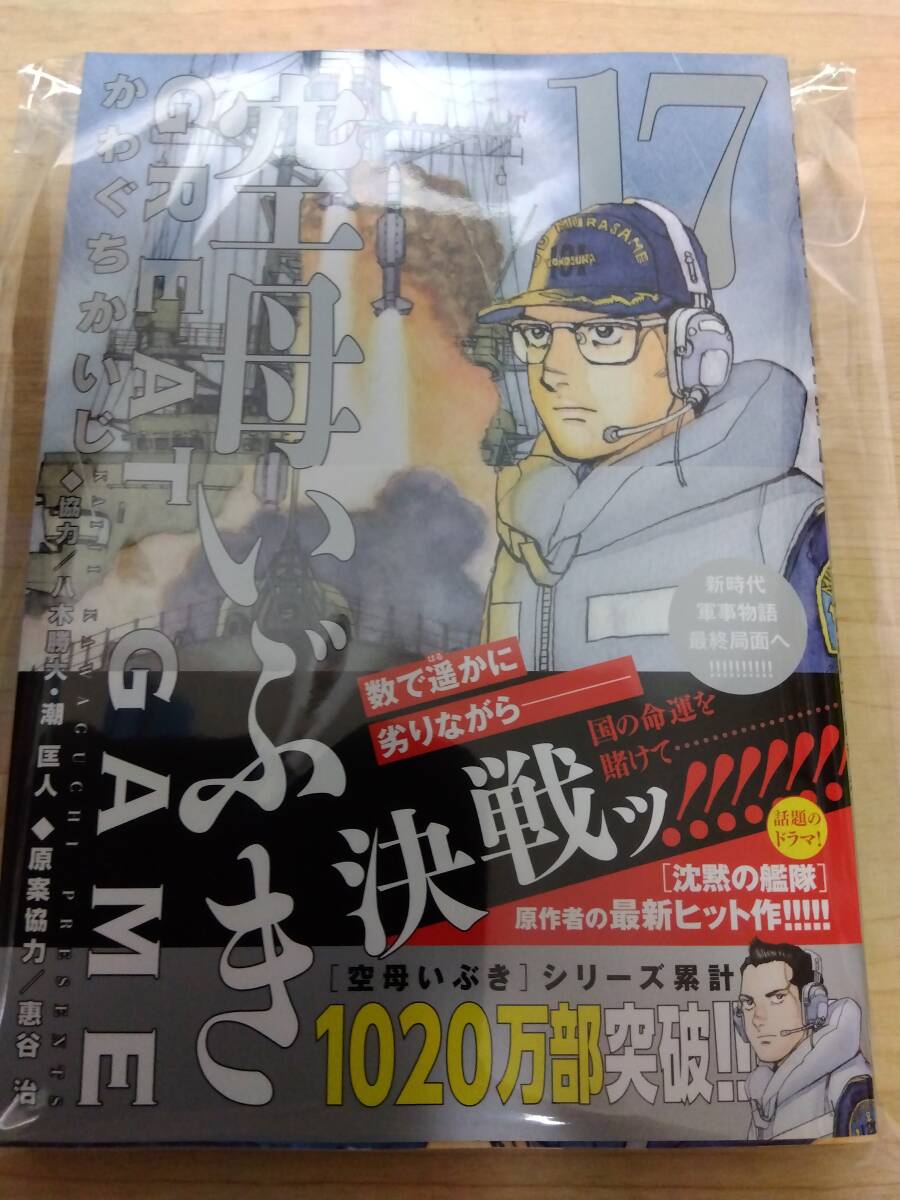 17
空母いぶき
GREAT GAME
かわぐちかいじ
KAIJI KAWAGUCHI PRESENTS
◆協力/八木勝大・潮匡人◆原案協力/惠谷治
MURASAME
YOKOSUKA
101
新時代
軍事物語
最終局面へ
!!!!!!!!!!
数で遥かに
はる
劣りながら――
国の命運を
賭けて…………
決戦ッ!!!!!!!
話題の
ドラマ!
[沈黙の艦隊]
原作者の最新ヒット作!!!!!
[空母いぶき]シリーズ累計
1020万部突破!!